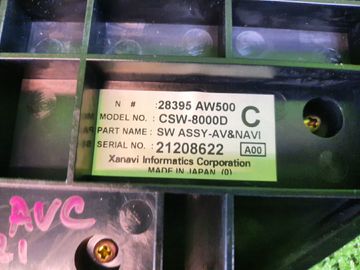 N #: 28395 AW500
MODEL NO.: CSW-8000D C
PART NAME: SW ASSY-AV&NAVI
SERIAL NO.: 21208622 A00
Xanavi Informatics Corporation
MADE IN JAPAN (0)
AVC
21